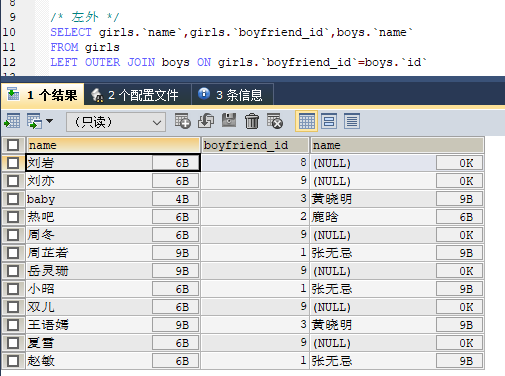 8
9 /* 左外 */
10 SELECT girls.`name`,girls.`boyfriend_id`,boys.`name`
11 FROM girls
12 LEFT OUTER JOIN boys ON girls.`boyfriend_id`=boys.`id`
1 个结果 2 个配置文件 3 条信息
(只读)
name boyfriend_id name
刘岩 6B 8 (NULL) 0K
刘亦 6B 9 (NULL) 0K
baby 4B 3 黄晓明 9B
热吧 6B 2 鹿晗 6B
周冬 6B 9 (NULL) 0K
周芷若 9B 1 张无忌 9B
岳灵珊 9B 9 (NULL) 0K
小昭 6B 1 张无忌 9B
双儿 6B 9 (NULL) 0K
王语嫣 9B 3 黄晓明 9B
夏雪 6B 9 (NULL) 0K
赵敏 6B 1 张无忌 9B